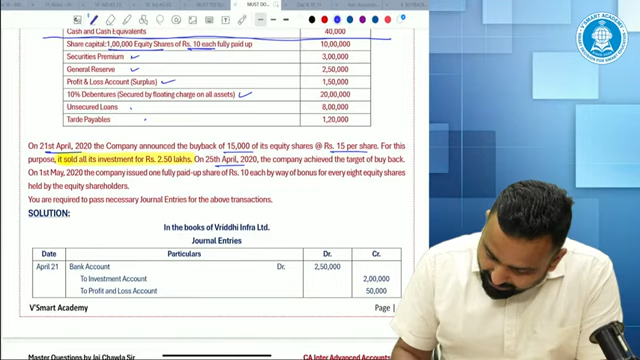 MUST DO...
Cash and Cash Equivalents 40,000
Share capital: 1,00,000 Equity Shares of Rs. 10 each fully paid up 10,00,000
Securities Premium 3,00,000
General Reserve 2,50,000
Profit & Loss Account (Surplus) 1,50,000
10% Debentures (Secured by floating charge on all assets) 20,00,000
Unsecured Loans 8,00,000
Tarde Payables 1,20,000
On 21st April, 2020 the Company announced the buyback of 15,000 of its equity shares @ Rs. 15 per share. For this
purpose, it sold all its investment for Rs. 2.50 lakhs. On 25th April, 2020, the company achieved the target of buy back.
On 1st May, 2020 the company issued one fully paid-up share of Rs. 10 each by way of bonus for every eight equity shares
held by the equity shareholders.
You are required to pass necessary Journal Entries for the above transactions.
SOLUTION:
In the books of Vriddhi Infra Ltd.
Journal Entries
Date Particulars Dr. Cr.
April 21 Bank Account Dr. 2,50,000
To Investment Account 2,00,000
To Profit and Loss Account 50,000
V'Smart Academy Page |
Master Questions by Jai Chawla Sir CA Inter Advanced Accounts
V'SMART ACADEMY